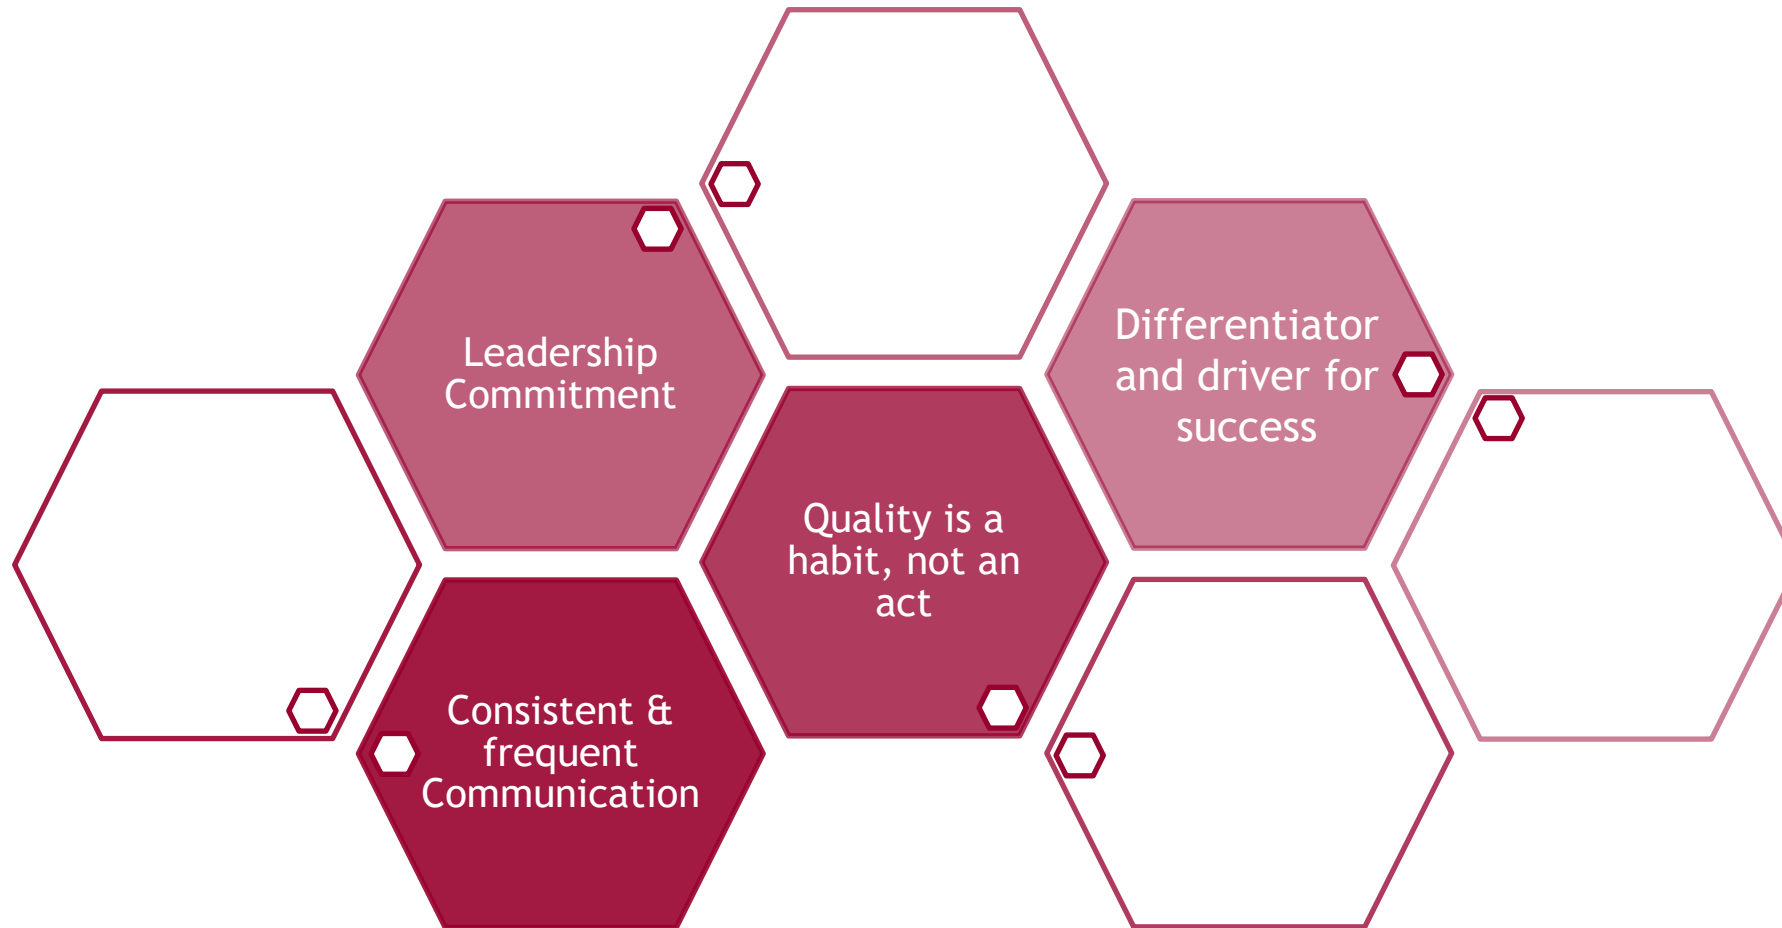 Leadership
Commitment
Differentiator
and driver for
success
Quality is a
habit, not an
act
Consistent &
frequent
Communication